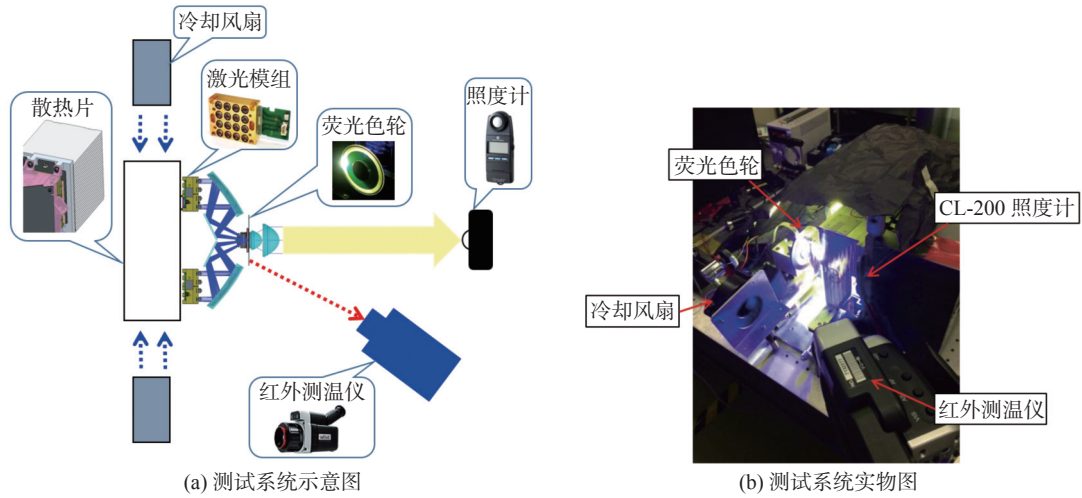 冷却风扇
激光模组
散热片
荧光色轮
照度计
红外测温仪
(a) 测试系统示意图
荧光色轮
CL-200 照度计
冷却风扇
红外测温仪
(b) 测试系统实物图